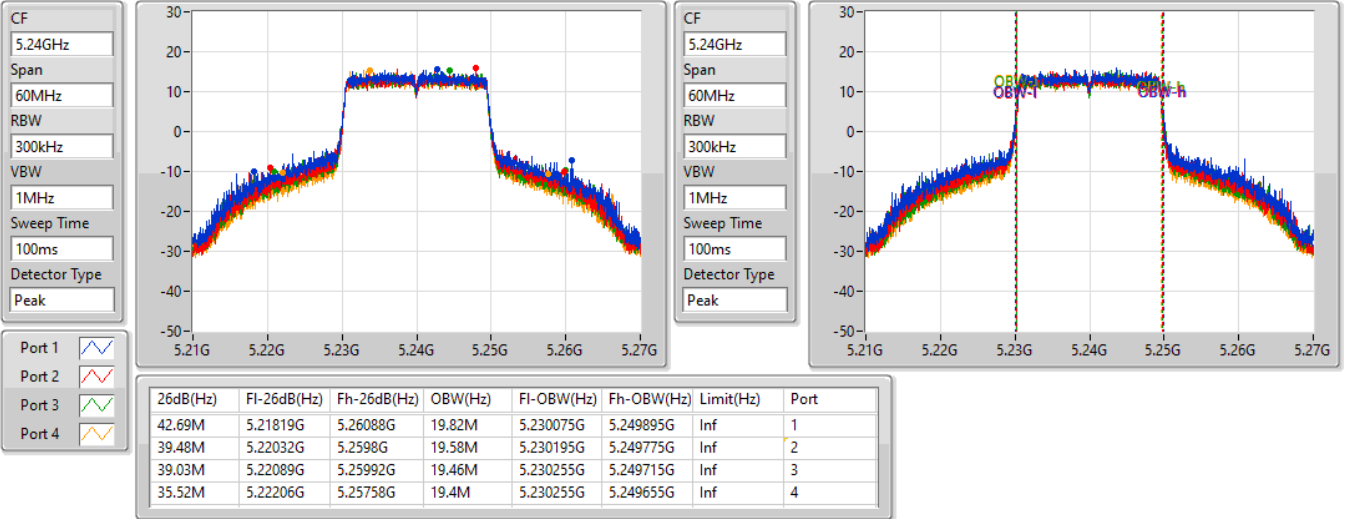 CF
5.24GHz
Span
60MHz
RBW
300kHz
VBW
1MHz
Sweep Time
100ms
Detector Type
Peak
Port 1
Port 2
Port 3
Port 4
30
20
10
0
-10
-20
-30
-40
-50
5.21G 5.22G 5.23G 5.24G 5.25G 5.26G 5.27G
CF
5.24GHz
Span
60MHz
RBW
300kHz
VBW
1MHz
Sweep Time
100ms
Detector Type
Peak
30
20
10
0
-10
-20
-30
-40
-50
OBW-l
OBW-h
5.21G 5.22G 5.23G 5.24G 5.25G 5.26G 5.27G
26dB(Hz) Fl-26dB(Hz) Fh-26dB(Hz) OBW(Hz) Fl-OBW(Hz) Fh-OBW(Hz) Limit(Hz) Port
42.69M 5.21819G 5.26088G 19.82M 5.230075G 5.249895G Inf 1
39.48M 5.22032G 5.2598G 19.58M 5.230195G 5.249775G Inf 2
39.03M 5.22089G 5.25992G 19.46M 5.230255G 5.249715G Inf 3
35.52M 5.22206G 5.25758G 19.4M 5.230255G 5.249655G Inf 4